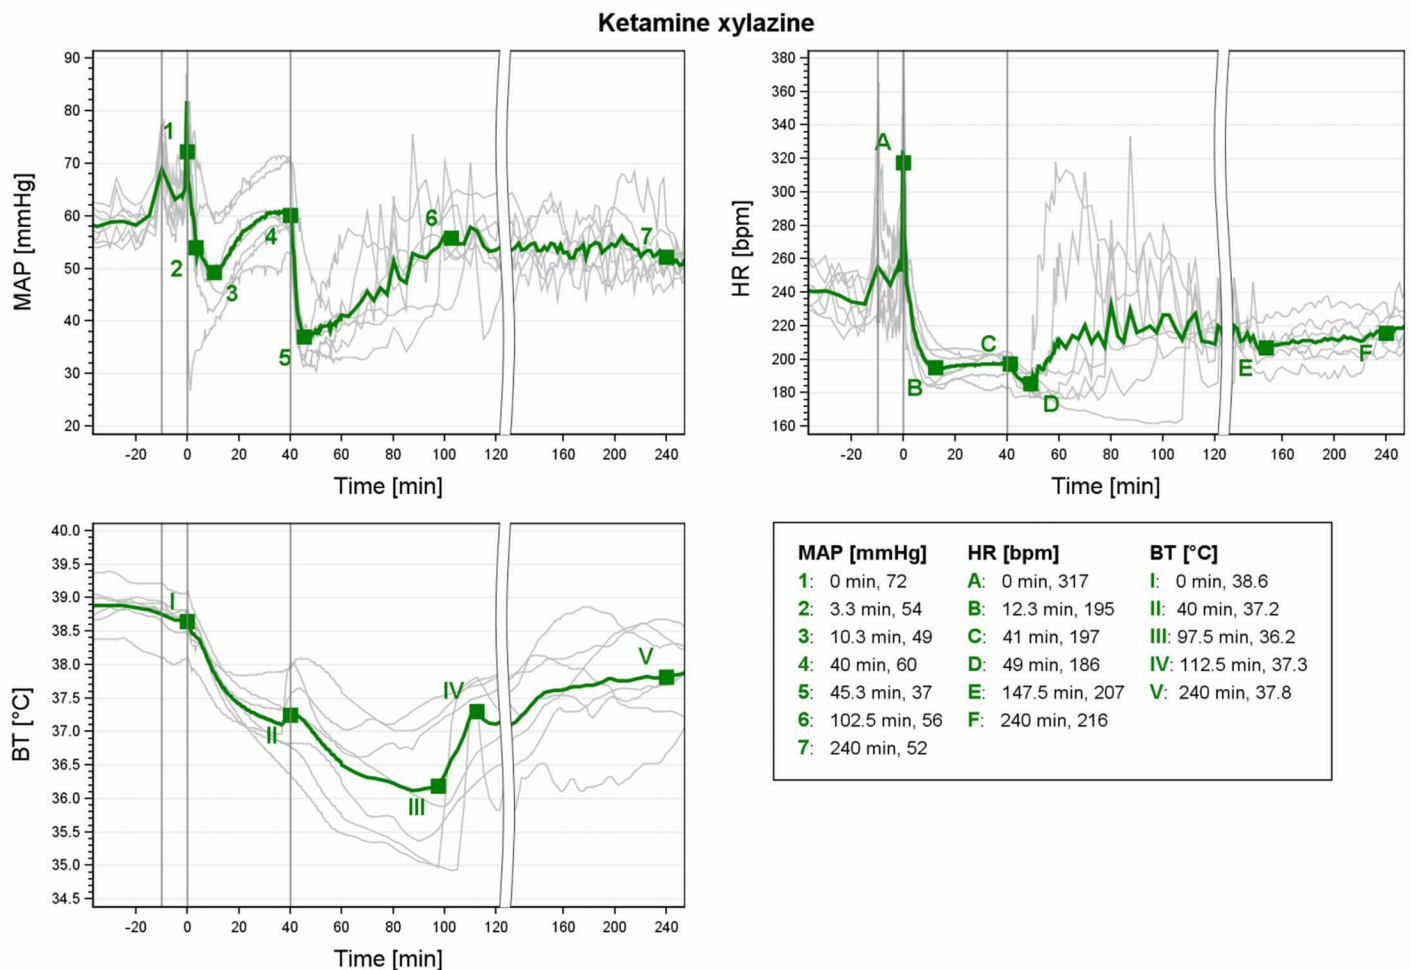 Ketamine xylazine
MAP [mmHg]
90
80
70
60
50
40
30
20
1
2
3
4
5
6
7
-20 0 20 40 60 80 100 120 160 200 240
Time [min]
HR [bpm]
380
360
340
320
300
280
260
240
220
200
180
160
A
B
C
D
E
F
-20 0 20 40 60 80 100 120 160 200 240
Time [min]
BT [°C]
40.0
39.5
39.0
38.5
38.0
37.5
37.0
36.5
36.0
35.5
35.0
34.5
I
II
III
IV
V
-20 0 20 40 60 80 100 120 160 200 240
Time [min]
MAP [mmHg] HR [bpm] BT [°C]
1: 0 min, 72 A: 0 min, 317 I: 0 min, 38.6
2: 3.3 min, 54 B: 12.3 min, 195 II: 40 min, 37.2
3: 10.3 min, 49 C: 41 min, 197 III: 97.5 min, 36.2
4: 40 min, 60 D: 49 min, 186 IV: 112.5 min, 37.3
5: 45.3 min, 37 E: 147.5 min, 207 V: 240 min, 37.8
6: 102.5 min, 56 F: 240 min, 216
7: 240 min, 52